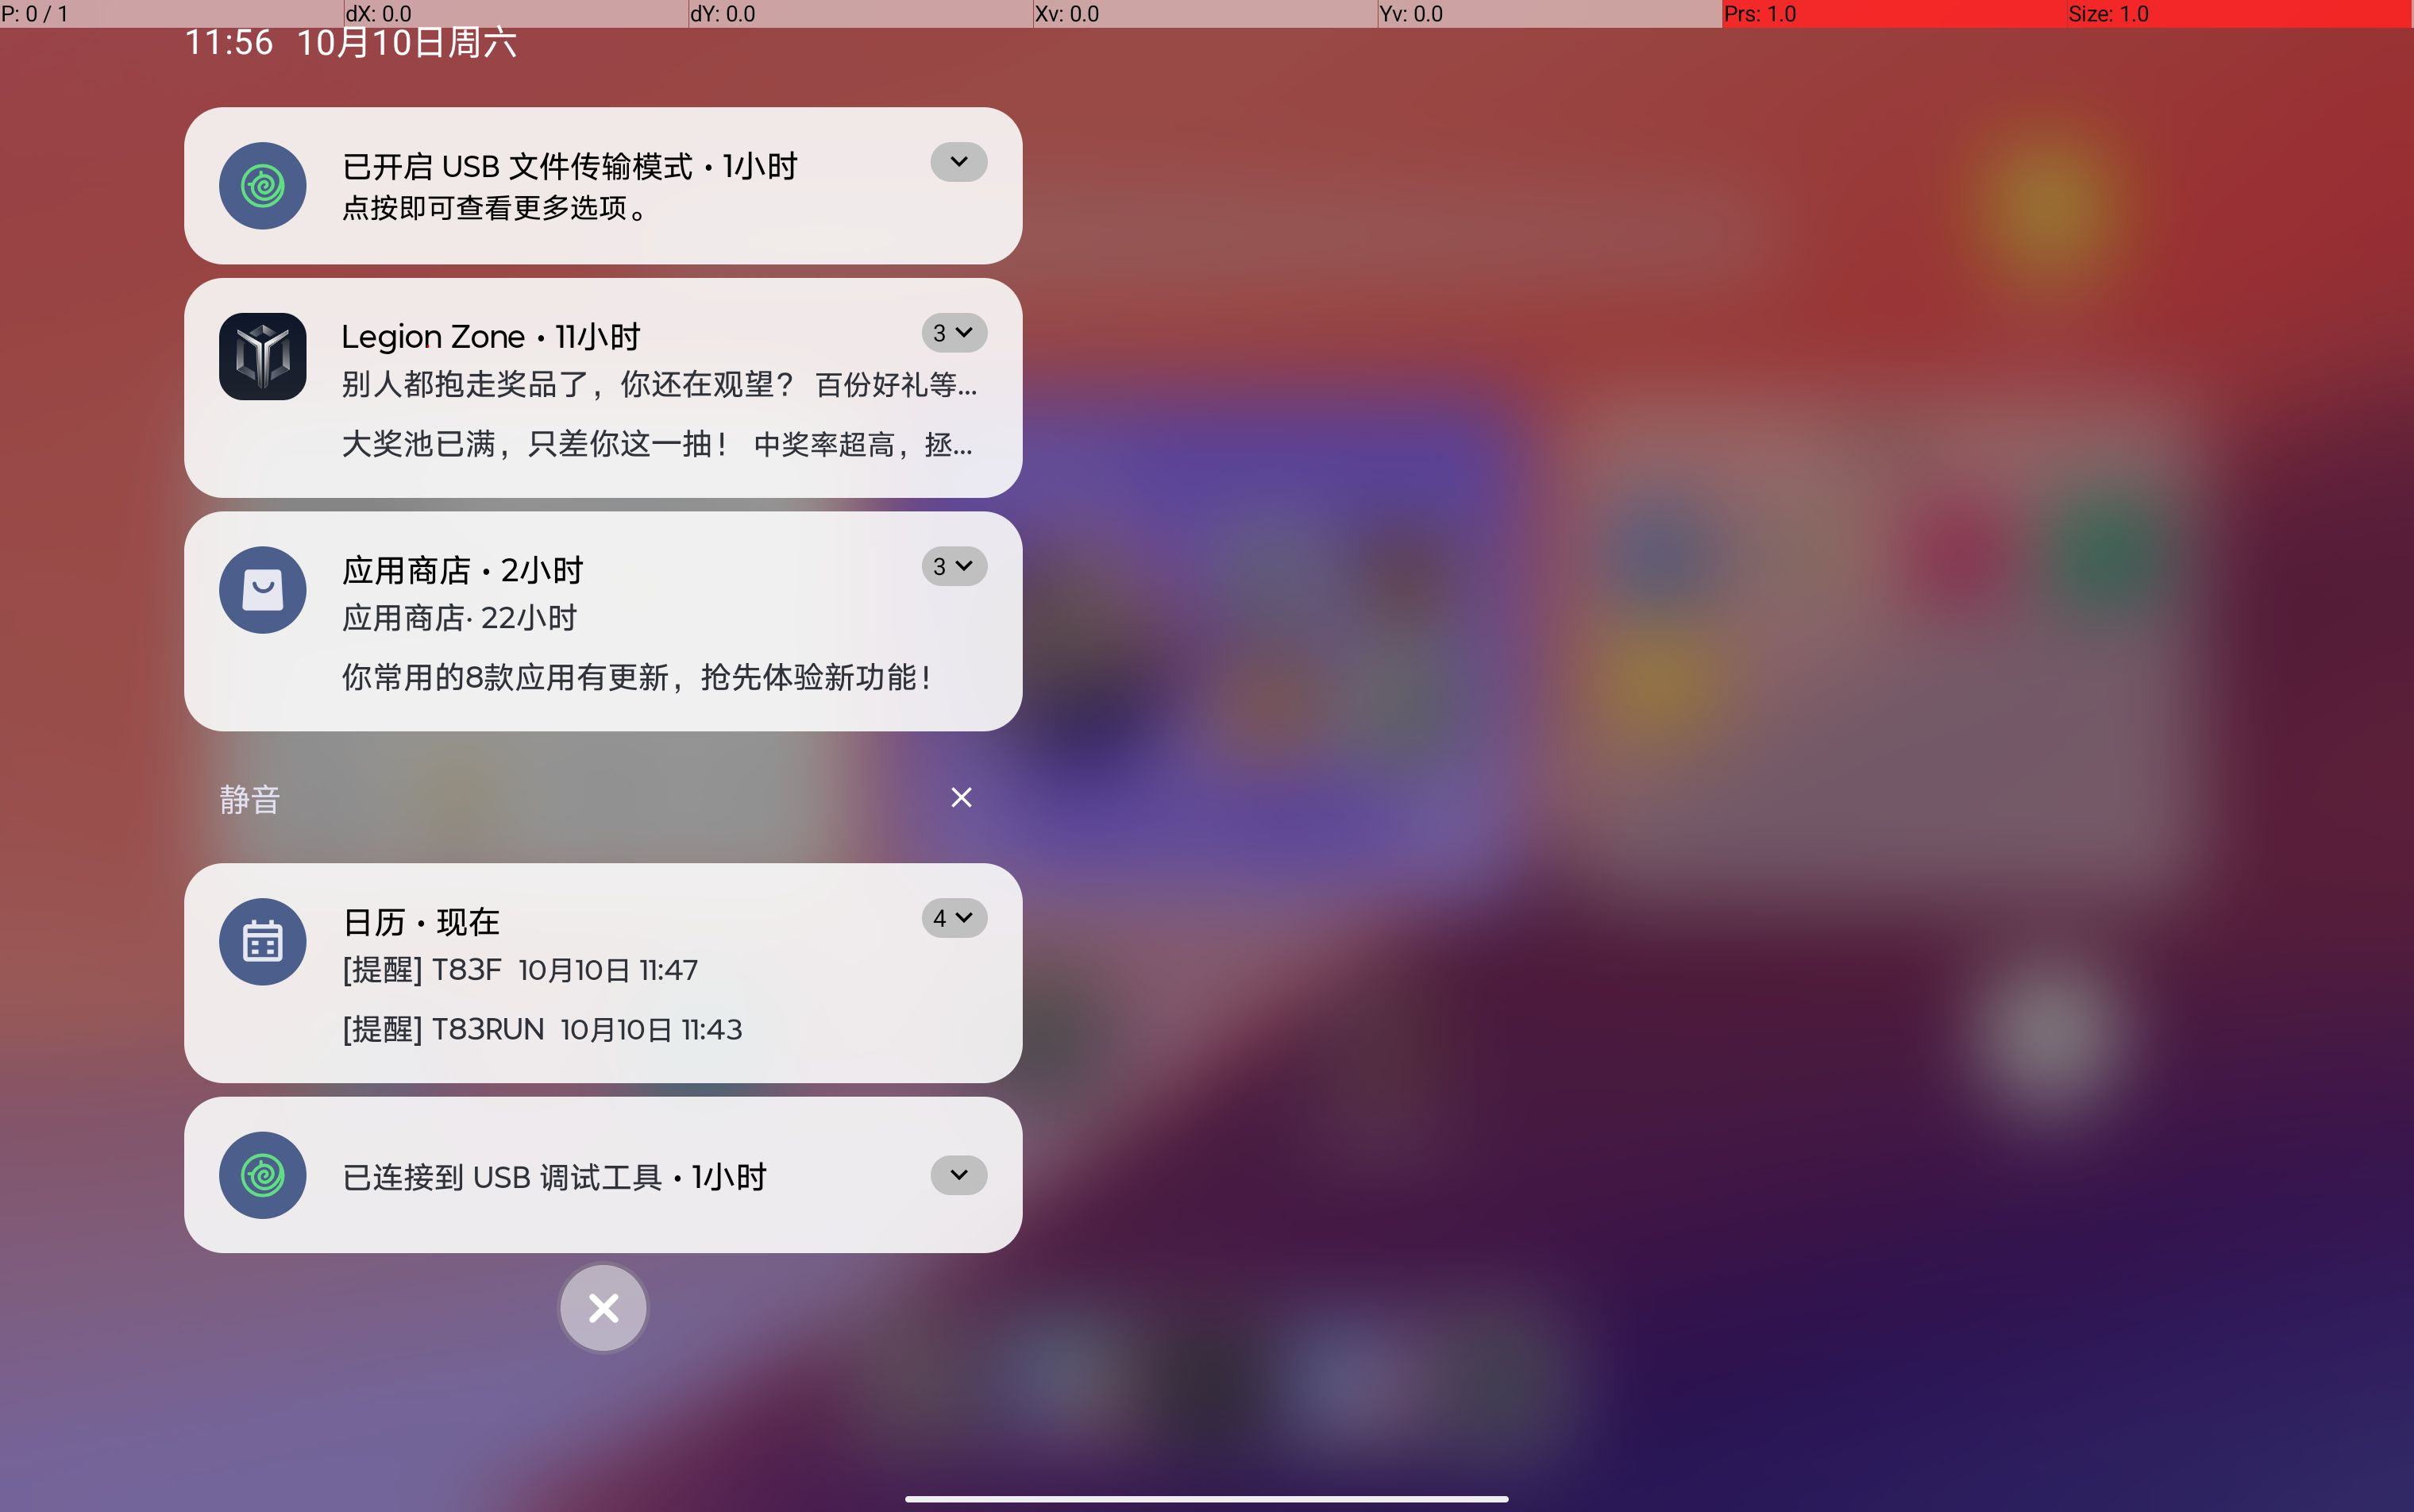 P: 0 / 1 dX: 0.0 dY: 0.0 Xv: 0.0 Yv: 0.0 Prs: 1.0 Size: 1.0
11:56 10月10日周六
已开启 USB 文件传输模式 • 1小时
点按即可查看更多选项。
Legion Zone • 11小时 3
别人都抱走奖品了，你还在观望？ 百份好礼等...
大奖池已满，只差你这一抽！ 中奖率超高，拯...
应用商店 • 2小时 3
应用商店· 22小时
你常用的8款应用有更新，抢先体验新功能！
静音
日历 • 现在 4
[提醒] T83F 10月10日 11:47
[提醒] T83RUN 10月10日 11:43
已连接到 USB 调试工具 • 1小时